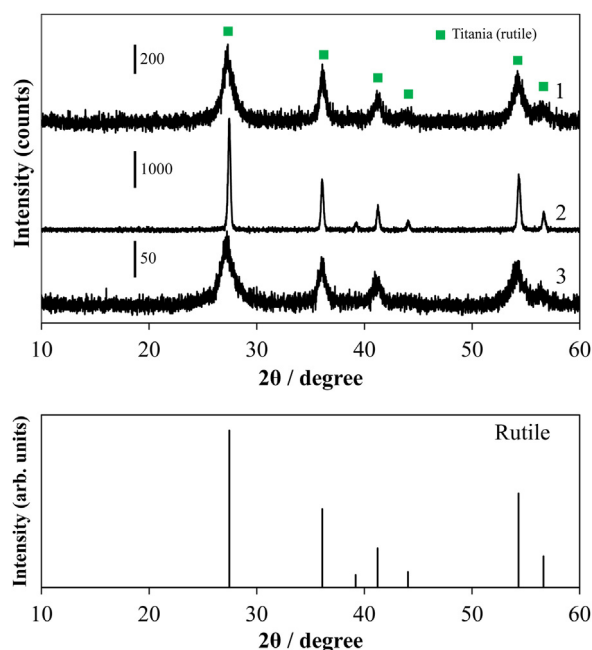 Titania (rutile)
200
1
Intensity (counts)
1000
2
50
3
10 20 30 40 50 60
2θ / degree
Rutile
Intensity (arb. units)
10 20 30 40 50 60
2θ / degree